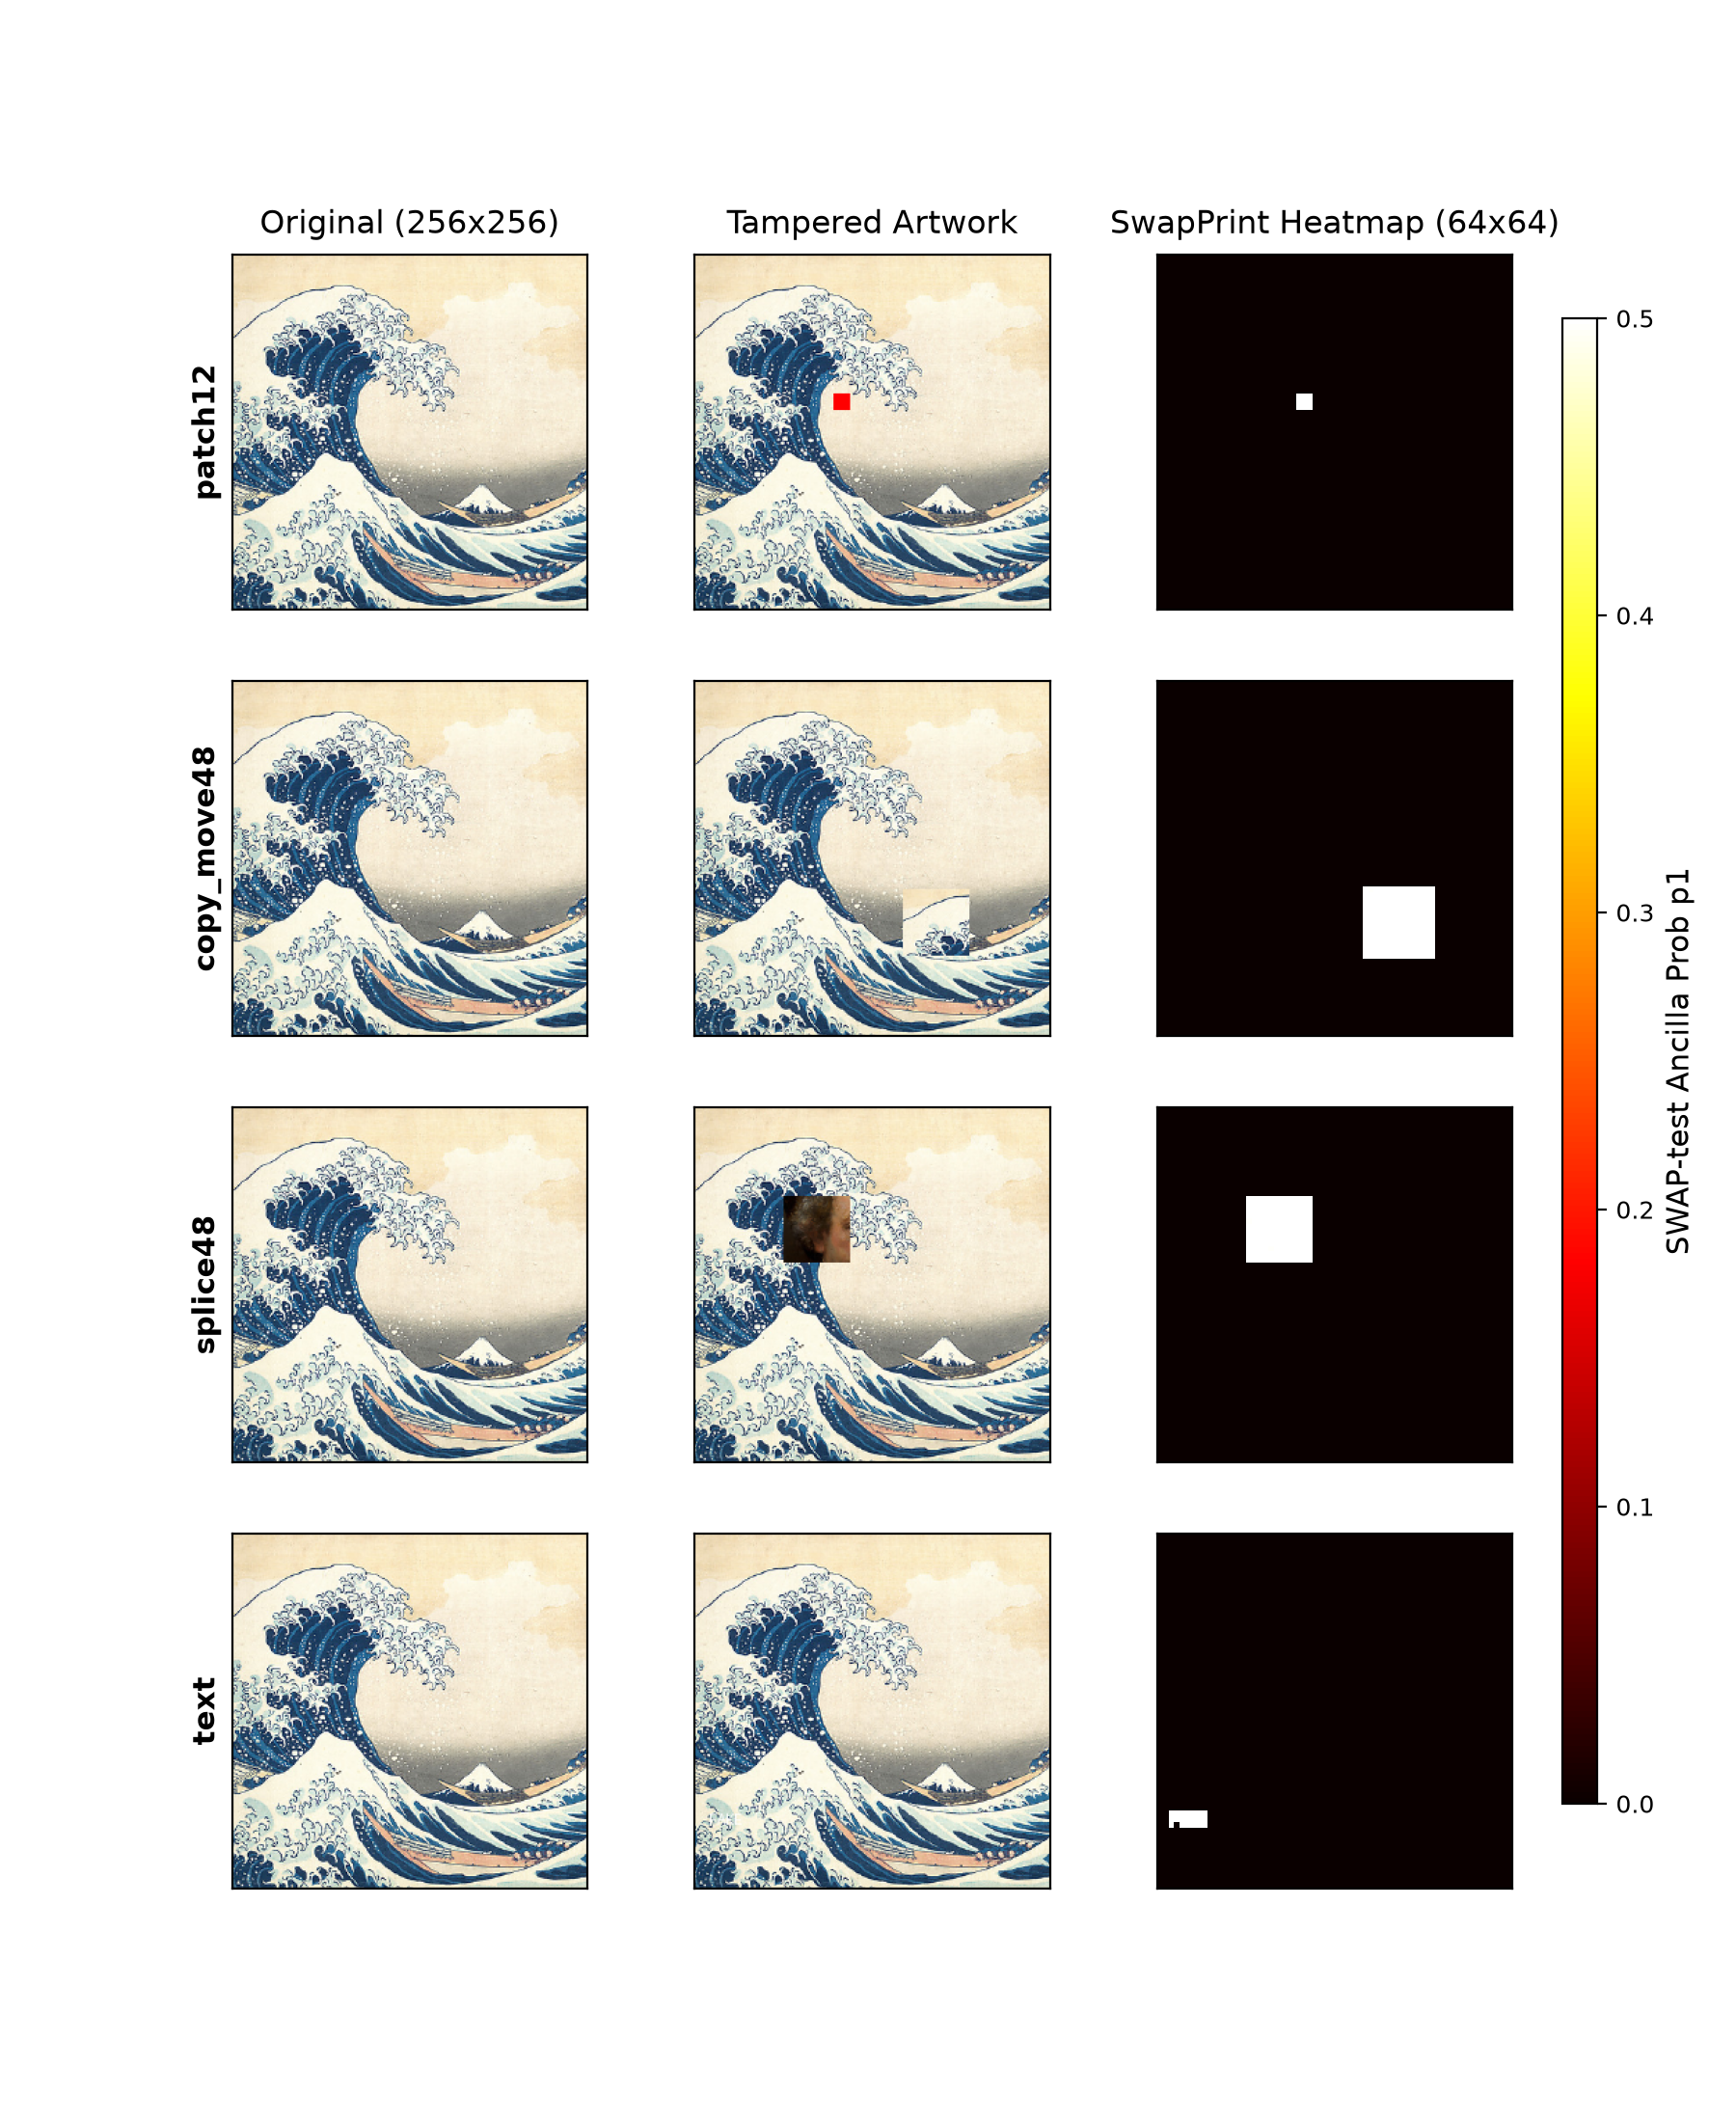 Original (256x256)
Tampered Artwork
SwapPrint Heatmap (64x64)
patch12
copy_move48
splice48
text
0.5
0.4
0.3
0.2
0.1
0.0
SWAP-test Ancilla Prob p1